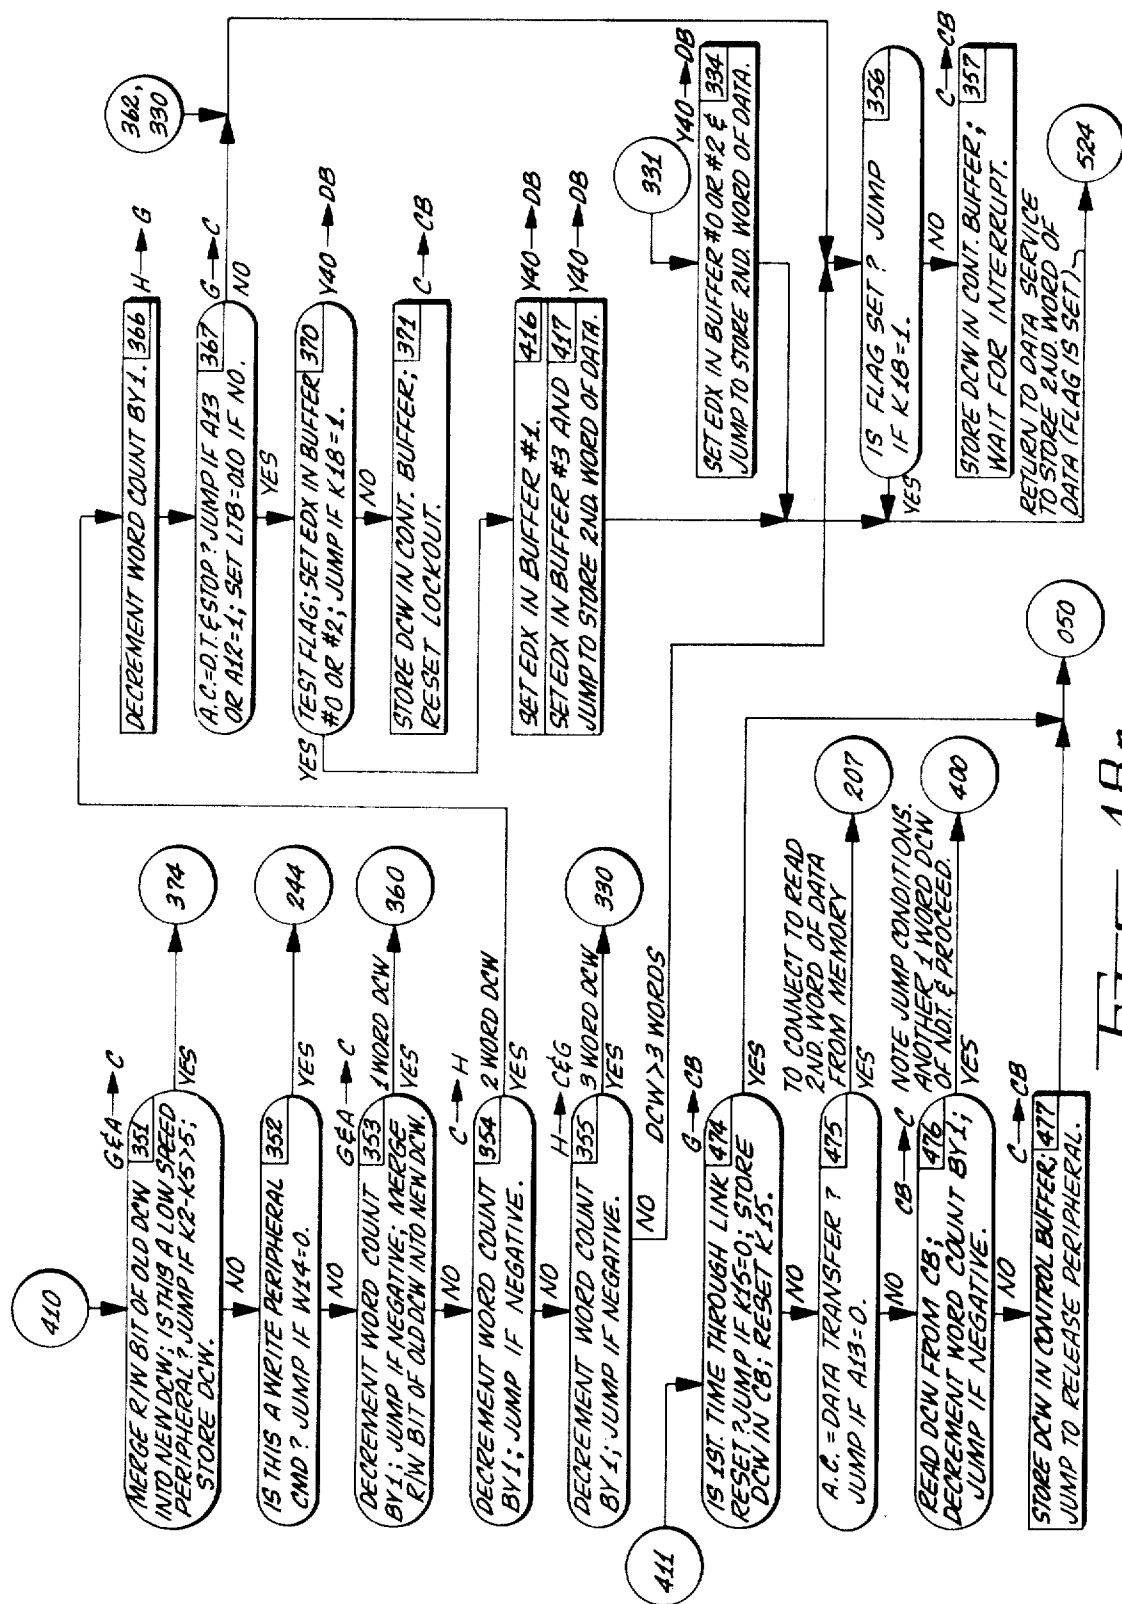 410
G&A→C
MERGE R/W BIT OF OLD DCW 351
INTO NEW DCW; IS THIS A LOW SPEED
PERIPHERAL? JUMP IF K2-K5>5;
STORE DCW.
YES
374
NO
IS THIS A WRITE PERIPHERAL 352
CMD? JUMP IF W14=0.
YES
244
NO
G&A→C
DECREMENT WORD COUNT 353
BY 1; JUMP IF NEGATIVE; MERGE
R/W BIT OF OLD DCW INTO NEW DCW.
1 WORD DCW
YES
360
NO
C→H
DECREMENT WORD COUNT 354
BY 1; JUMP IF NEGATIVE.
2 WORD DCW
YES
NO
H→C&G
DECREMENT WORD COUNT 355
BY 1; JUMP IF NEGATIVE.
3 WORD DCW
YES
330
NO
DCW>3 WORDS
411
G→CB
IS 1ST. TIME THROUGH LINK 474
RESET? JUMP IF K15=0; STORE
DCW IN CB; RESET K15.
YES
NO
A.C.=DATA TRANSFER? 475
JUMP IF A13=0.
YES
TO CONNECT TO READ
2ND. WORD OF DATA
FROM MEMORY
207
NO
CB→C
READ DCW FROM CB; 476
DECREMENT WORD COUNT BY 1;
JUMP IF NEGATIVE.
NOTE JUMP CONDITIONS.
ANOTHER 1 WORD DCW
OF NDT. & PROCEED.
YES
400
NO
C→CB
STORE DCW IN CONTROL BUFFER; 477
JUMP TO RELEASE PERIPHERAL.
050
DECREMENT WORD COUNT BY 1. 366
H→G
A.C.=D.T. & STOP? JUMP IF A13 367
OR A12=1; SET LTB=010 IF NO.
G→C
NO
362,
330
YES
TEST FLAG; SET EDX IN BUFFER 370
#0 OR #2; JUMP IF K18=1.
Y40→DB
YES
NO
STORE DCW IN CONT. BUFFER; 371
RESET LOCKOUT.
C→CB
SET EDX IN BUFFER #1. 416
Y40→DB
SET EDX IN BUFFER #3 AND 417
JUMP TO STORE 2ND. WORD OF DATA.
Y40→DB
331
Y40→DB
SET EDX IN BUFFER #0 OR #2 & 334
JUMP TO STORE 2ND. WORD OF DATA.
IS FLAG SET? JUMP 356
IF K18=1.
YES
NO
C→CB
STORE DCW IN CONT. BUFFER; 357
WAIT FOR INTERRUPT.
RETURN TO DATA SERVICE
TO STORE 2ND. WORD OF
DATA (FLAG IS SET)
524